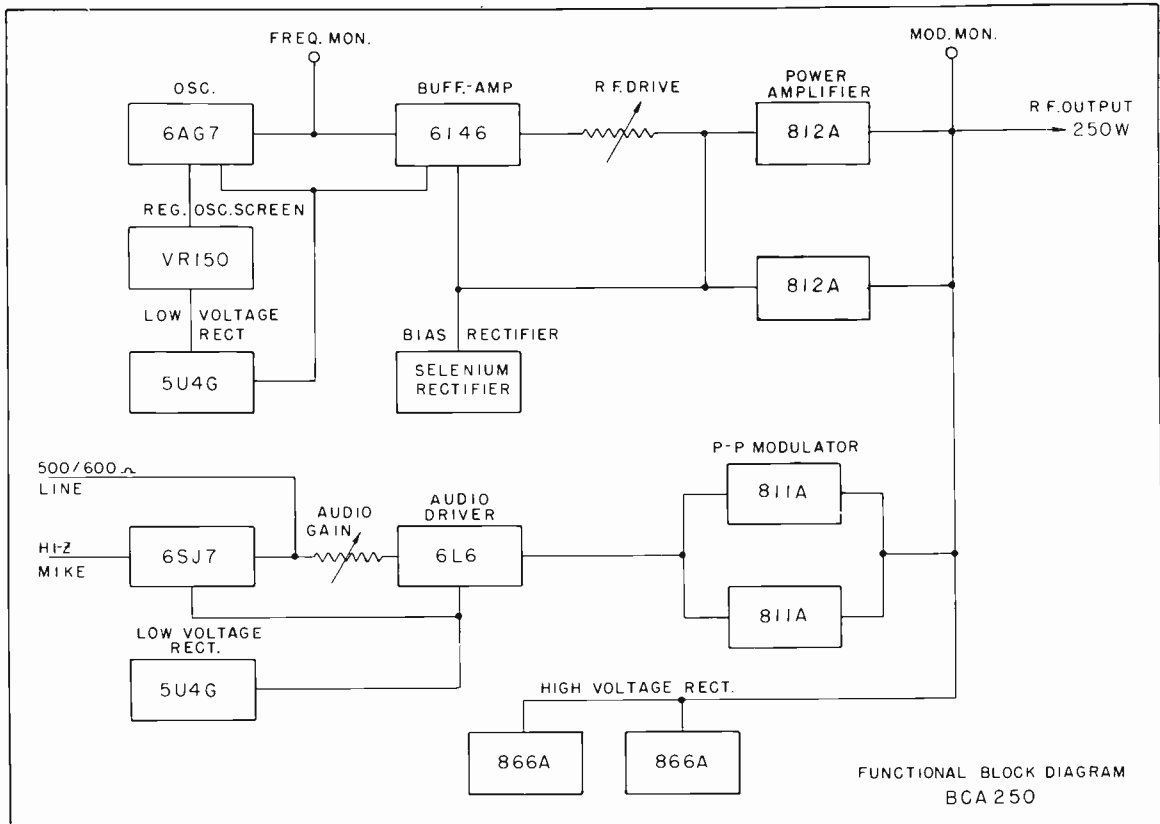 FREQ. MON.
MOD. MON.
OSC.
BUFF.-AMP
R F. DRIVE
POWER
AMPLIFIER
R F. OUTPUT
250W
6AG7
6146
812A
REG. OSC. SCREEN
VR150
812A
LOW VOLTAGE
RECT
BIAS RECTIFIER
5U4G
SELENIUM
RECTIFIER
500/600 Ω
LINE
P-P MODULATOR
811A
AUDIO
GAIN
AUDIO
DRIVER
HI-Z
MIKE
6SJ7
6L6
811A
LOW VOLTAGE
RECT.
5U4G
HIGH VOLTAGE RECT.
866A
866A
FUNCTIONAL BLOCK DIAGRAM
BCA 250